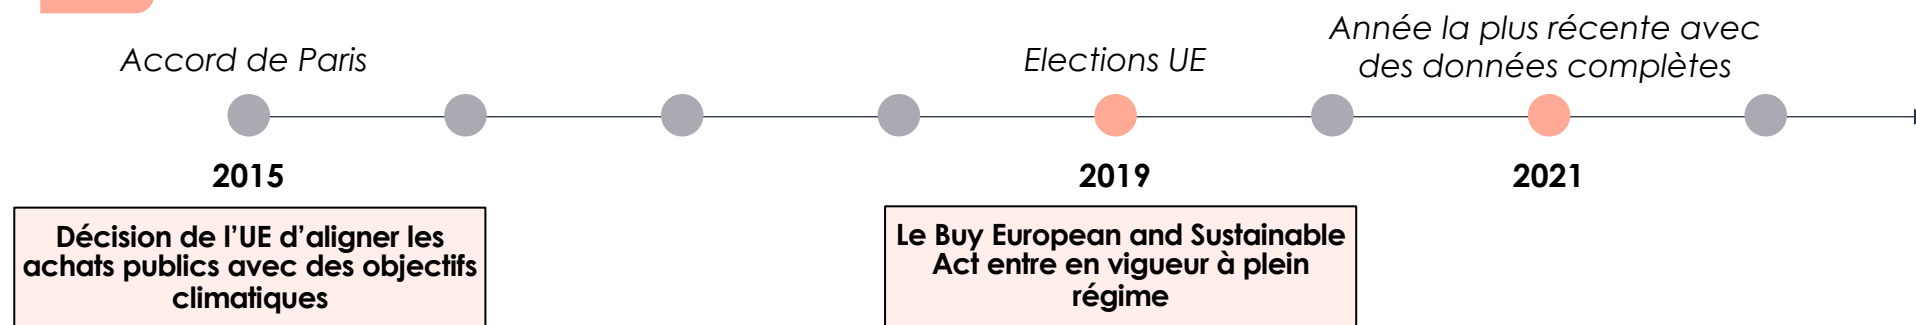 Accord de Paris
Elections UE
Année la plus récente avec
des données complètes
2015
2019
2021
Décision de l'UE d'aligner les
achats publics avec des objectifs
climatiques
Le Buy European and Sustainable
Act entre en vigueur à plein
régime